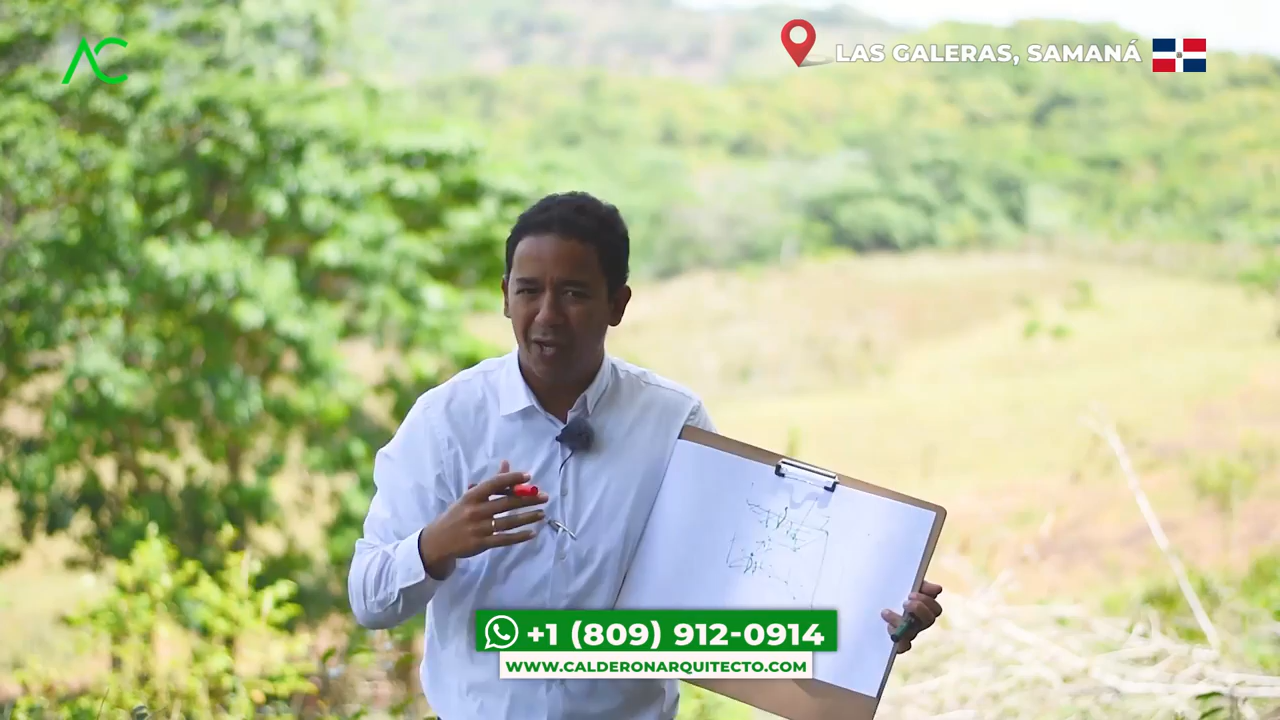 AC
LAS GALERAS, SAMANÁ
+1 (809) 912-0914
WWW.CALDERONARQUITECTO.COM